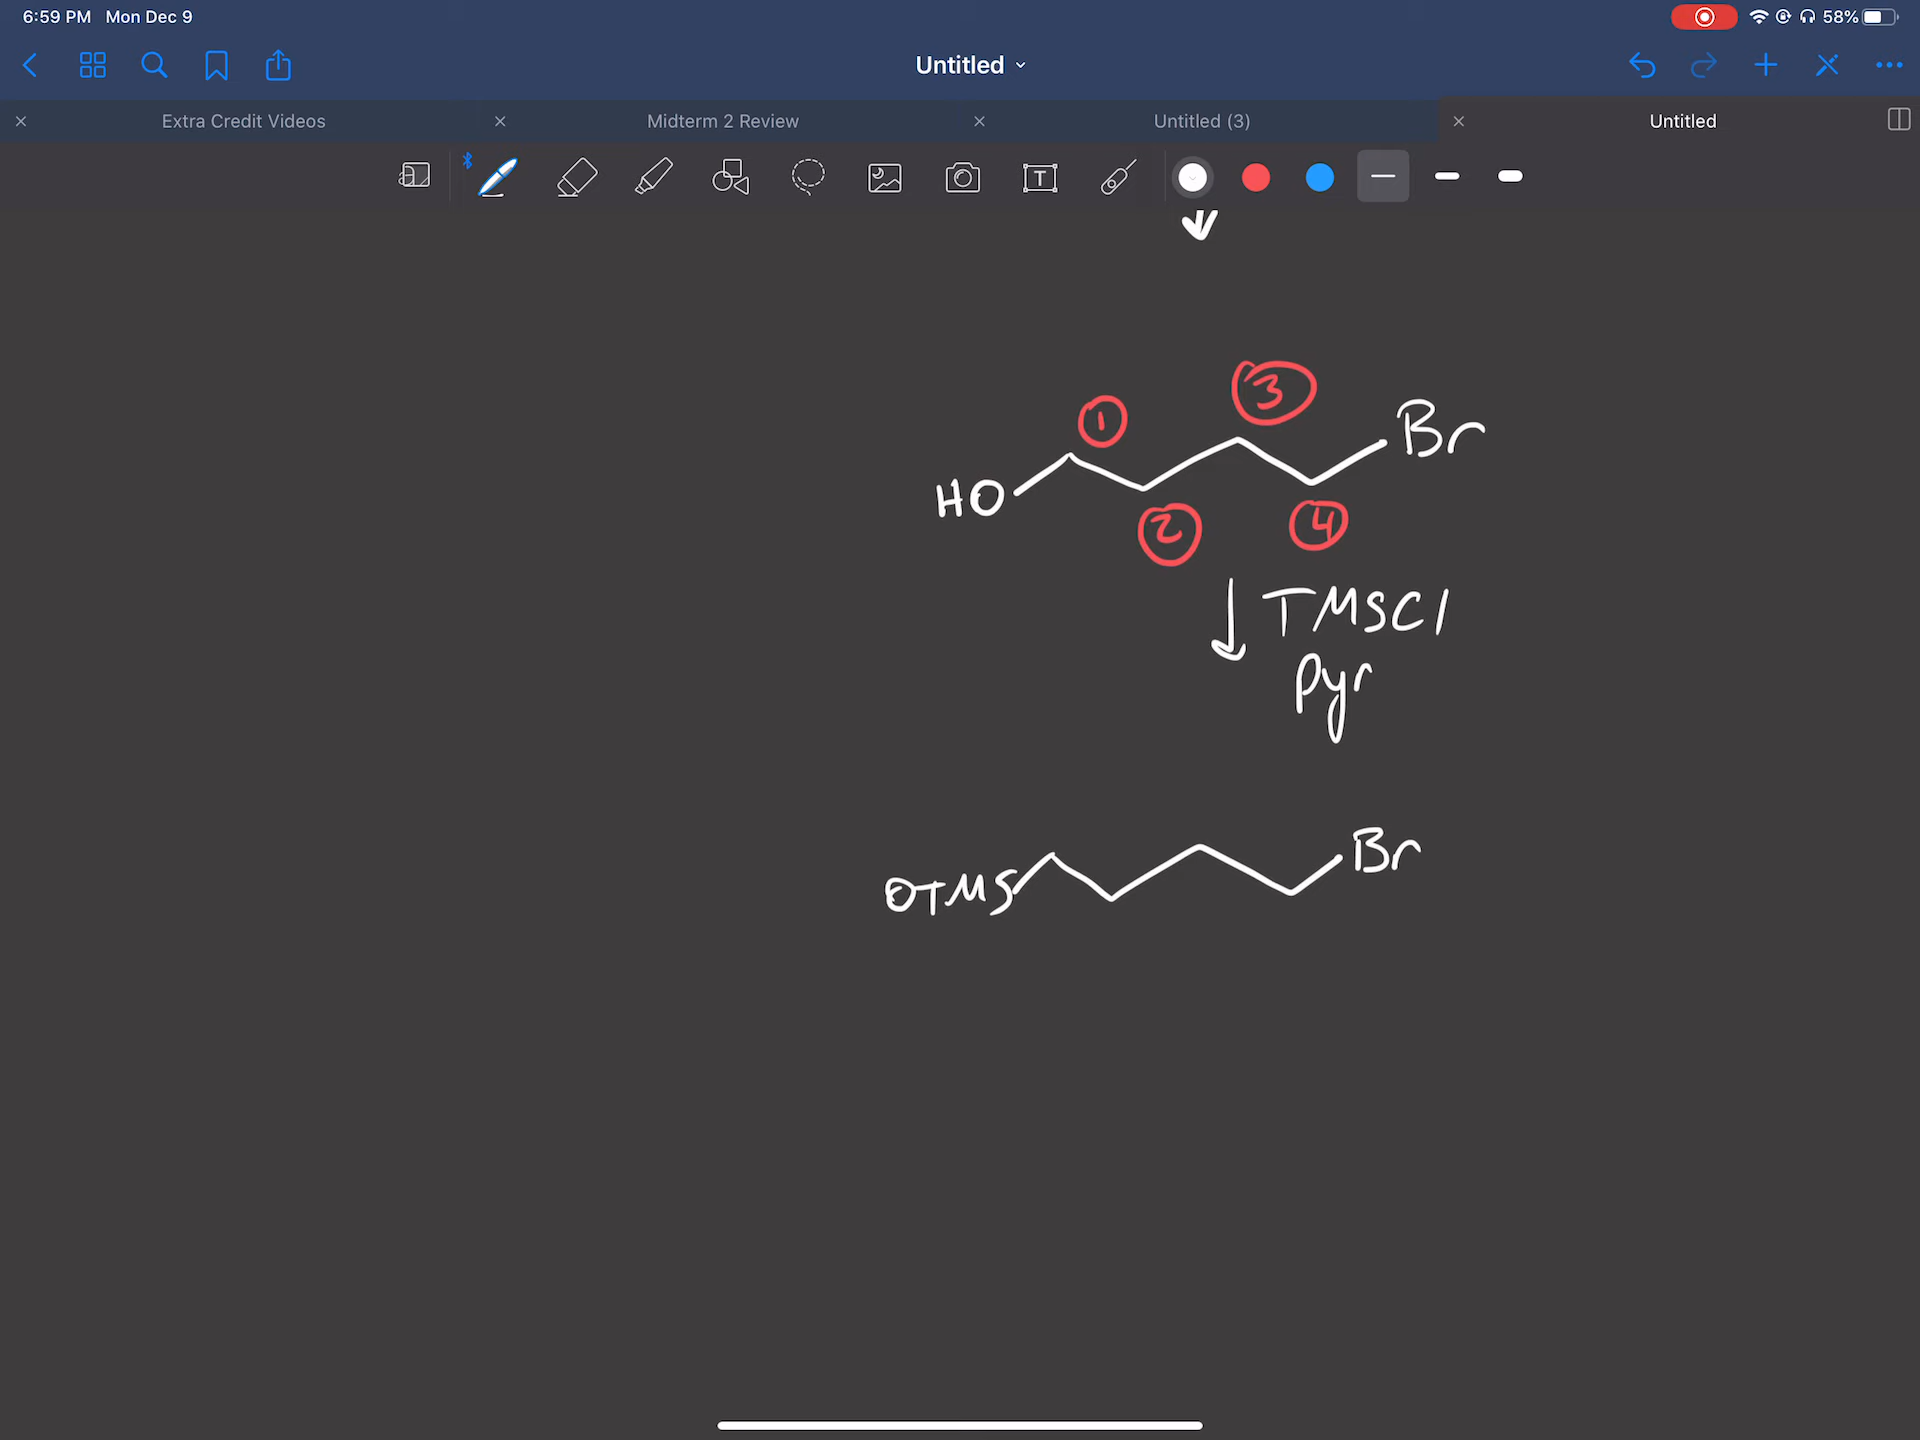 6:59 PM Mon Dec 9
58%
Untitled
Extra Credit Videos
Midterm 2 Review
Untitled (3)
Untitled
T
3
1
Br
HO
2
4
TMSCl
Pyr
Br
OTMS